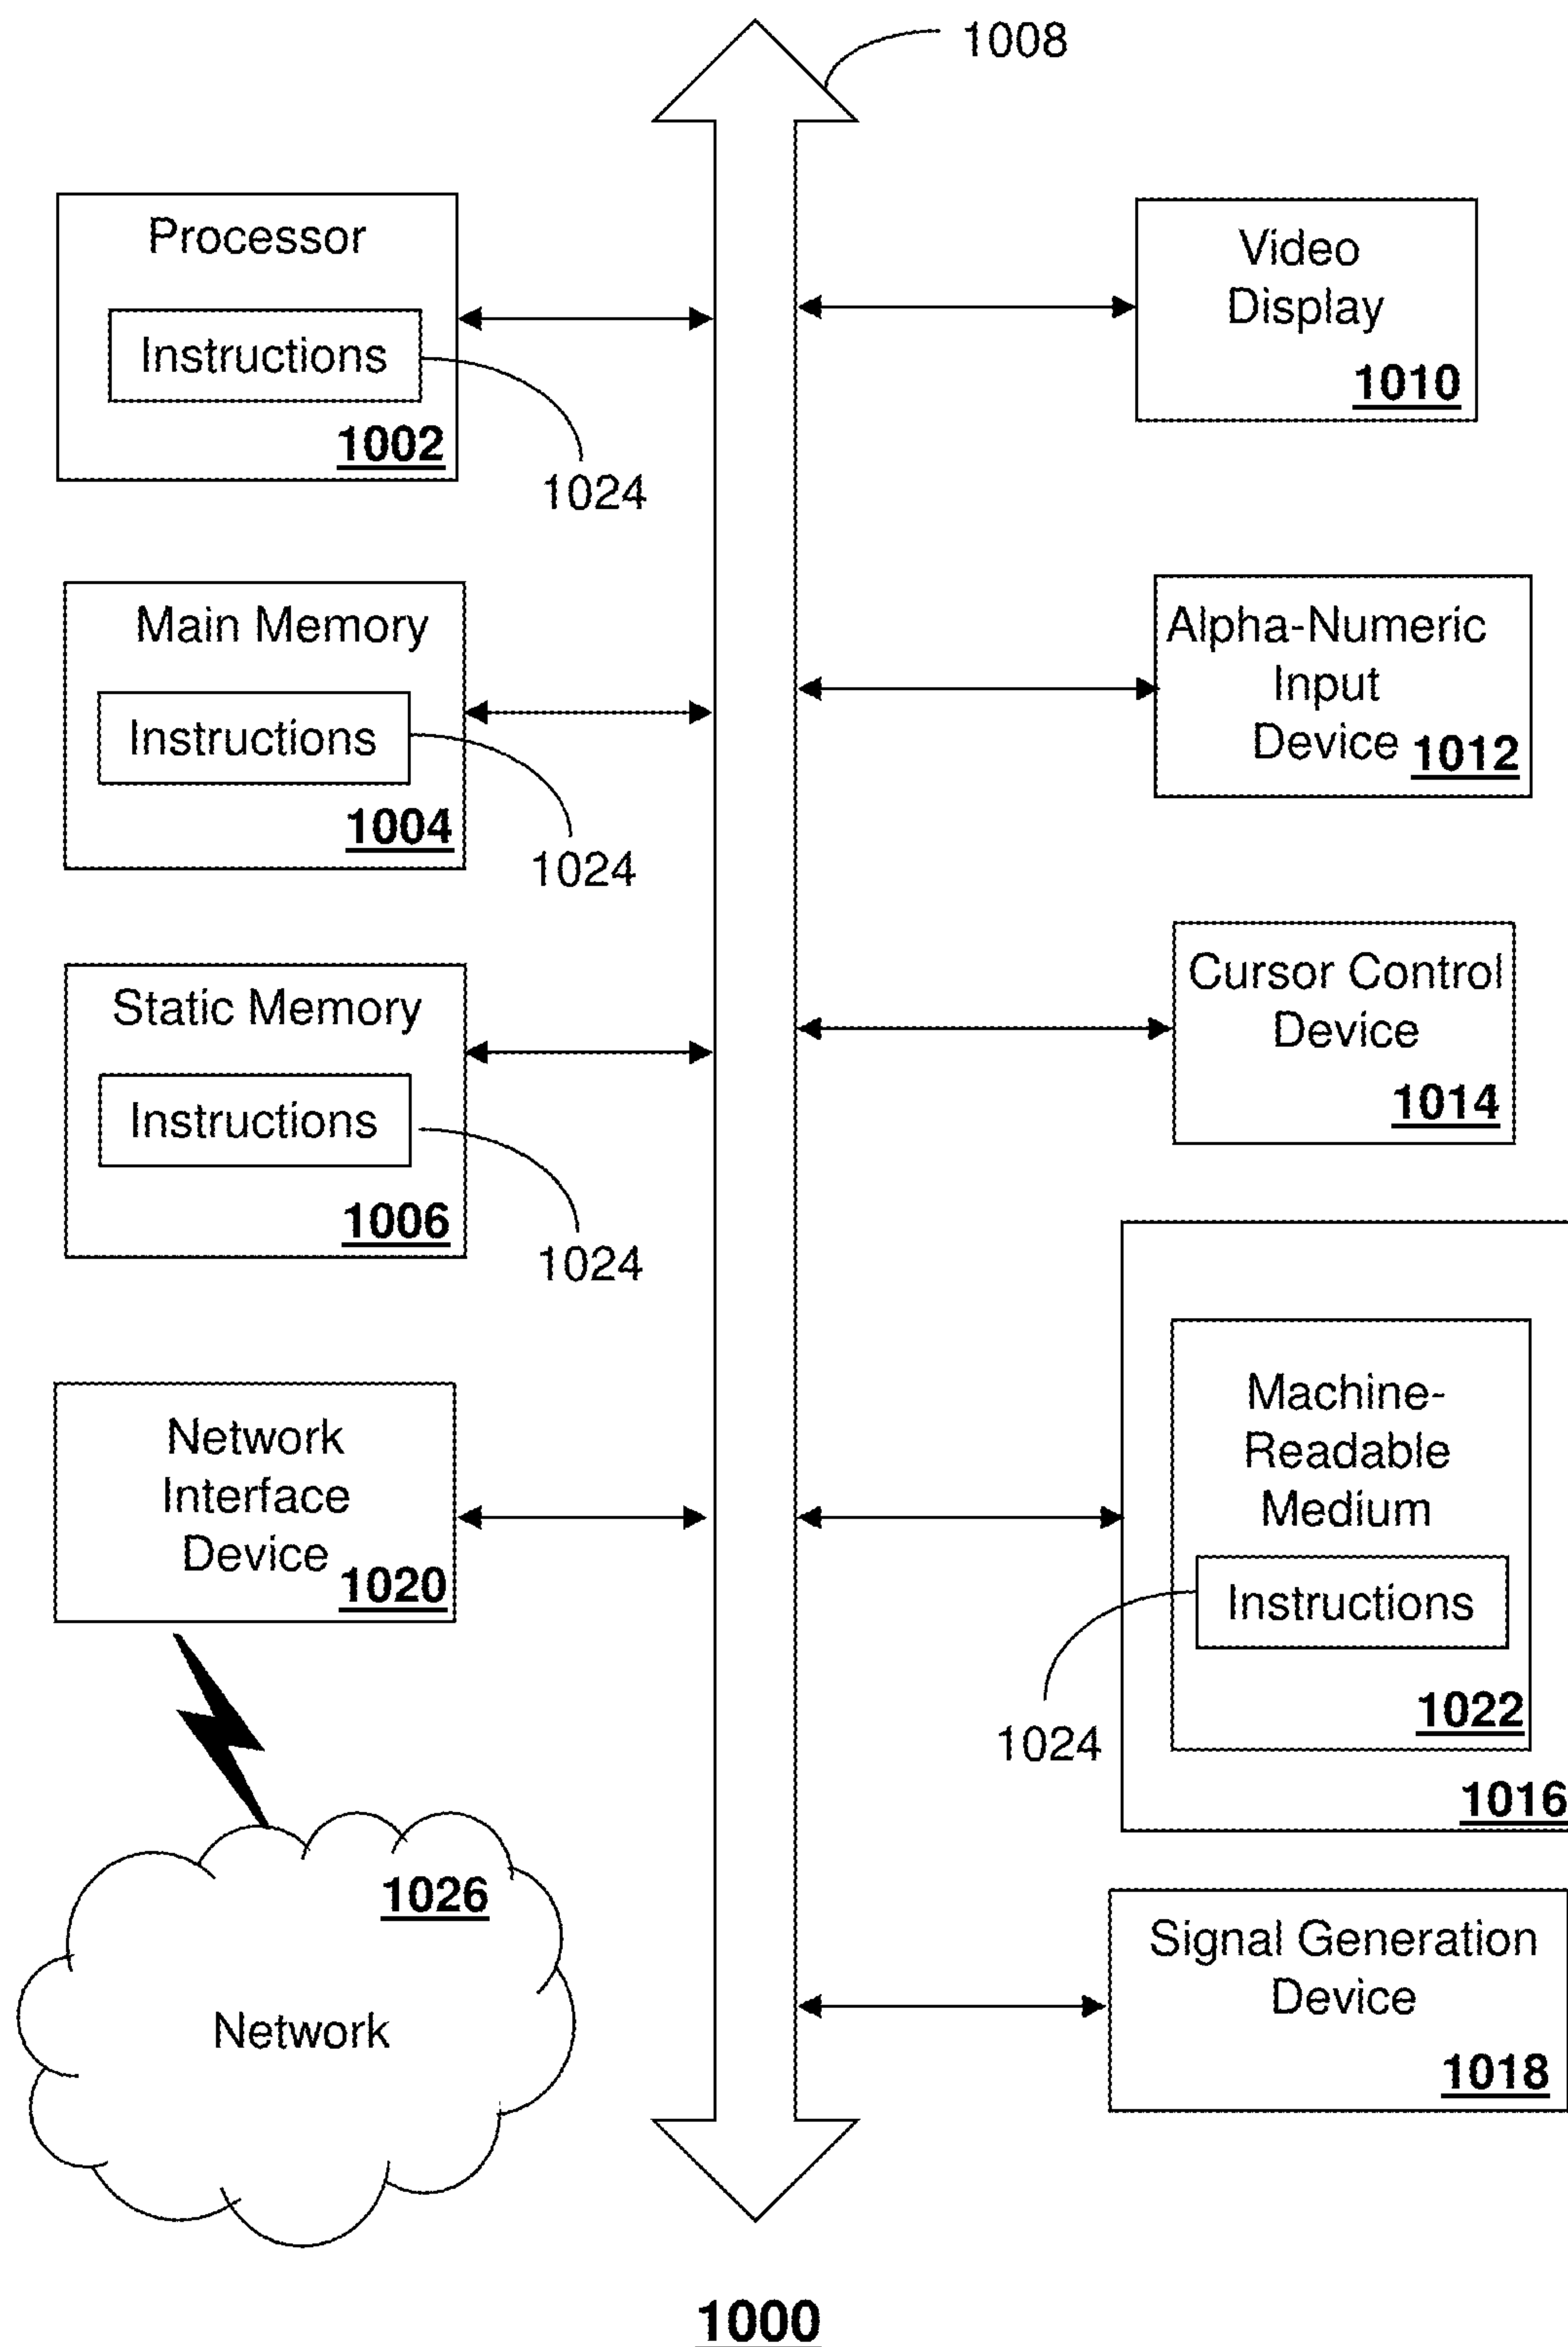 1008
Processor
Instructions
1002
1024
Main Memory
Instructions
1004
1024
Static Memory
Instructions
1006
1024
Network
Interface
Device
1020
1026
Network
Video
Display
1010
Alpha-Numeric
Input
Device 1012
Cursor Control
Device
1014
Machine-
Readable
Medium
Instructions
1022
1024
1016
Signal Generation
Device
1018
1000